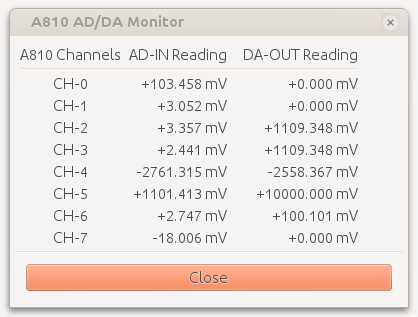 A810 AD/DA Monitor
A810 Channels AD-IN Reading DA-OUT Reading
CH-0 +103.458 mV +0.000 mV
CH-1 +3.052 mV +0.000 mV
CH-2 +3.357 mV +1109.348 mV
CH-3 +2.441 mV +1109.348 mV
CH-4 -2761.315 mV -2558.367 mV
CH-5 +1101.413 mV +10000.000 mV
CH-6 +2.747 mV +100.101 mV
CH-7 -18.006 mV +0.000 mV
Close